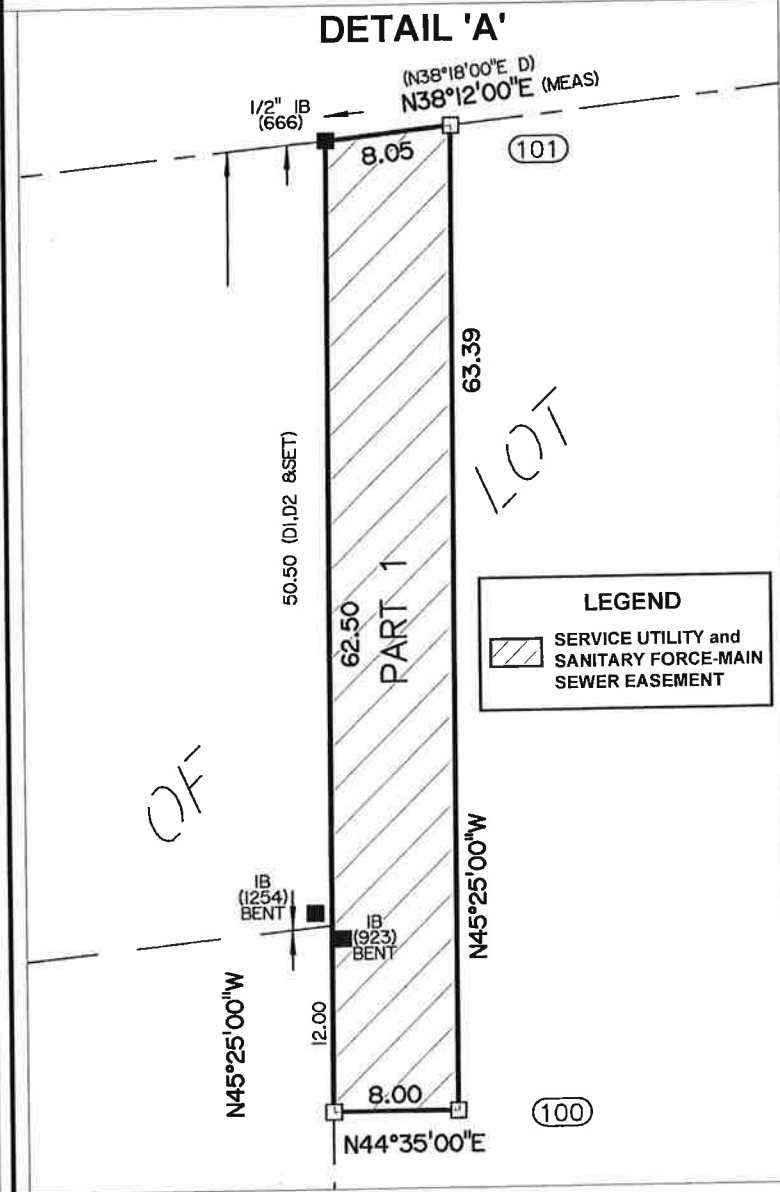 DETAIL 'A'
(N38°18'00"E D)
N38°12'00"E (MEAS)
1/2" IB
(666)
8.05
101
63.39
LOT
50.50 (D1,D2 &SET)
62.50
PART 1
LEGEND
SERVICE UTILITY and
SANITARY FORCE-MAIN
SEWER EASEMENT
OF
IB
(1254)
BENT
IB
(923)
BENT
N45°25'00"W
N45°25'00"W
12.00
8.00
100
N44°35'00"E